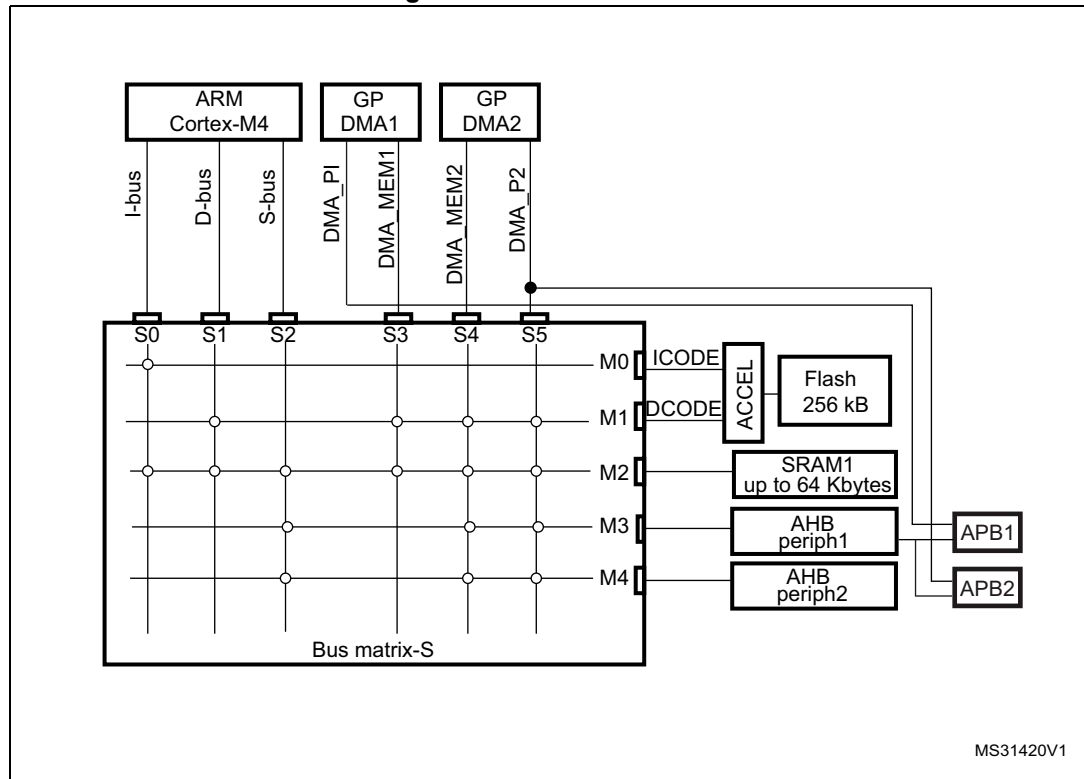 ARM
Cortex-M4
GP
DMA1
GP
DMA2
I-bus
D-bus
S-bus
DMA_PI
DMA_MEM1
DMA_MEM2
DMA_P2
S0 S1 S2 S3 S4 S5
M0
ICODE
M1
DCODE
ACCEL
Flash
256 kB
M2
SRAM1
up to 64 Kbytes
M3
AHB
periph1
APB1
M4
AHB
periph2
APB2
Bus matrix-S
MS31420V1